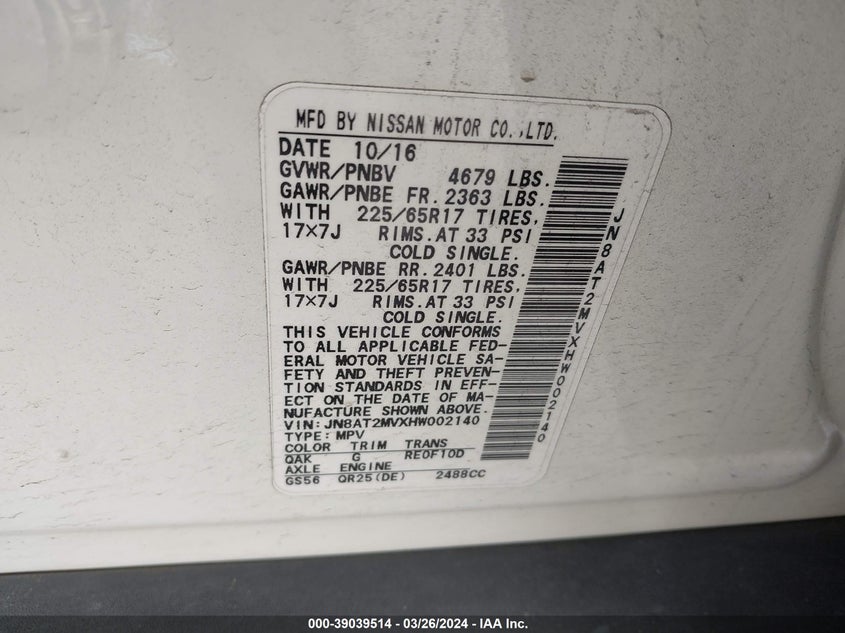 MFD BY NISSAN MOTOR CO.,LTD.
DATE 10/16
GVWR/PNBV 4679 LBS.
GAWR/PNBE FR. 2363 LBS.
WITH 225/65R17 TIRES,
17×7J RIMS.AT 33 PSI
COLD SINGLE.
GAWR/PNBE RR. 2401 LBS.
WITH 225/65R17 TIRES,
17×7J RIMS.AT 33 PSI
COLD SINGLE.
THIS VEHICLE CONFORMS
TO ALL APPLICABLE FED-
ERAL MOTOR VEHICLE SA-
FETY AND THEFT PREVEN-
TION STANDARDS IN EFF-
ECT ON THE DATE OF MA-
NUFACTURE SHOWN ABOVE.
VIN:JN8AT2MVXHW002140
TYPE:MPV
COLOR TRIM TRANS
QAK G RE0F10D
AXLE ENGINE
GS56 QR25(DE) 2488CC
JN8AT2MVXHW002140
000-39039514 - 03/26/2024 - IAA Inc.